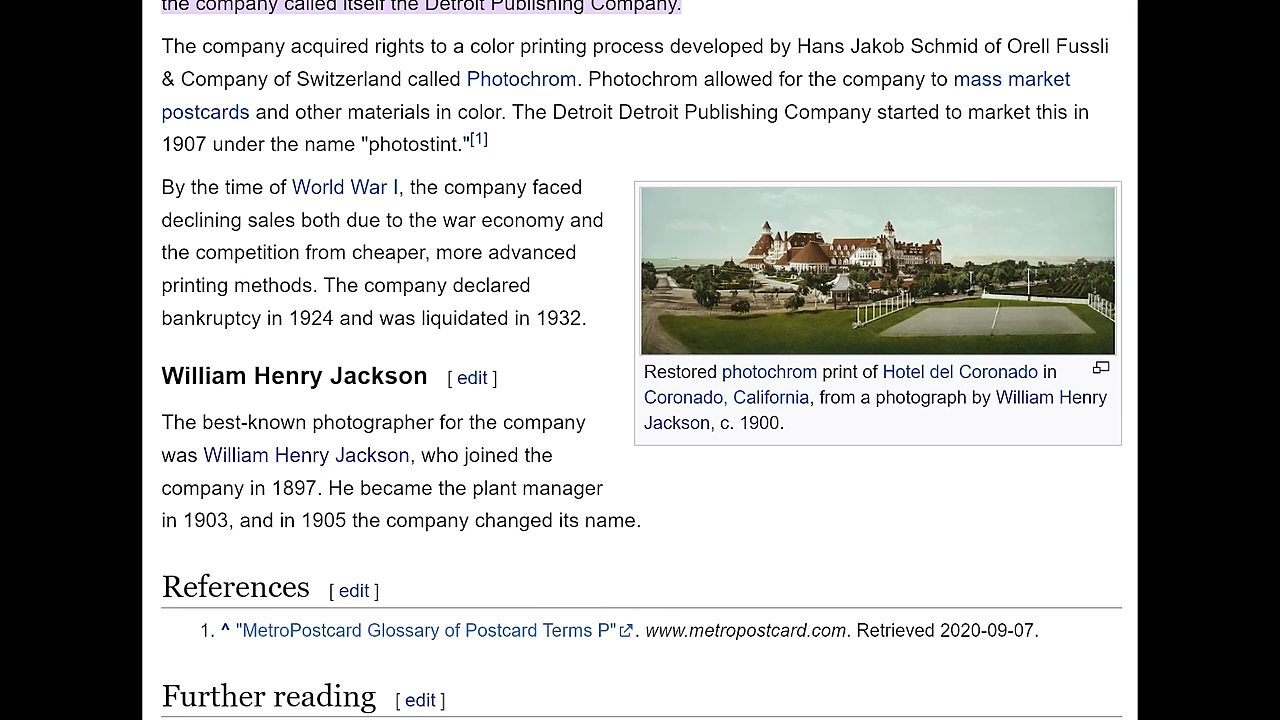 the company called itself the Detroit Publishing Company.
The company acquired rights to a color printing process developed by Hans Jakob Schmid of Orell Fussli
& Company of Switzerland called Photochrom. Photochrom allowed for the company to mass market
postcards and other materials in color. The Detroit Detroit Publishing Company started to market this in
1907 under the name "photostint."[1]
By the time of World War I, the company faced
declining sales both due to the war economy and
the competition from cheaper, more advanced
printing methods. The company declared
bankruptcy in 1924 and was liquidated in 1932.
Restored photochrom print of Hotel del Coronado in
Coronado, California, from a photograph by William Henry
Jackson, c. 1900.
William Henry Jackson [ edit ]
The best-known photographer for the company
was William Henry Jackson, who joined the
company in 1897. He became the plant manager
in 1903, and in 1905 the company changed its name.
References [ edit ]
1. ^ "MetroPostcard Glossary of Postcard Terms P". www.metropostcard.com. Retrieved 2020-09-07.
Further reading [ edit ]